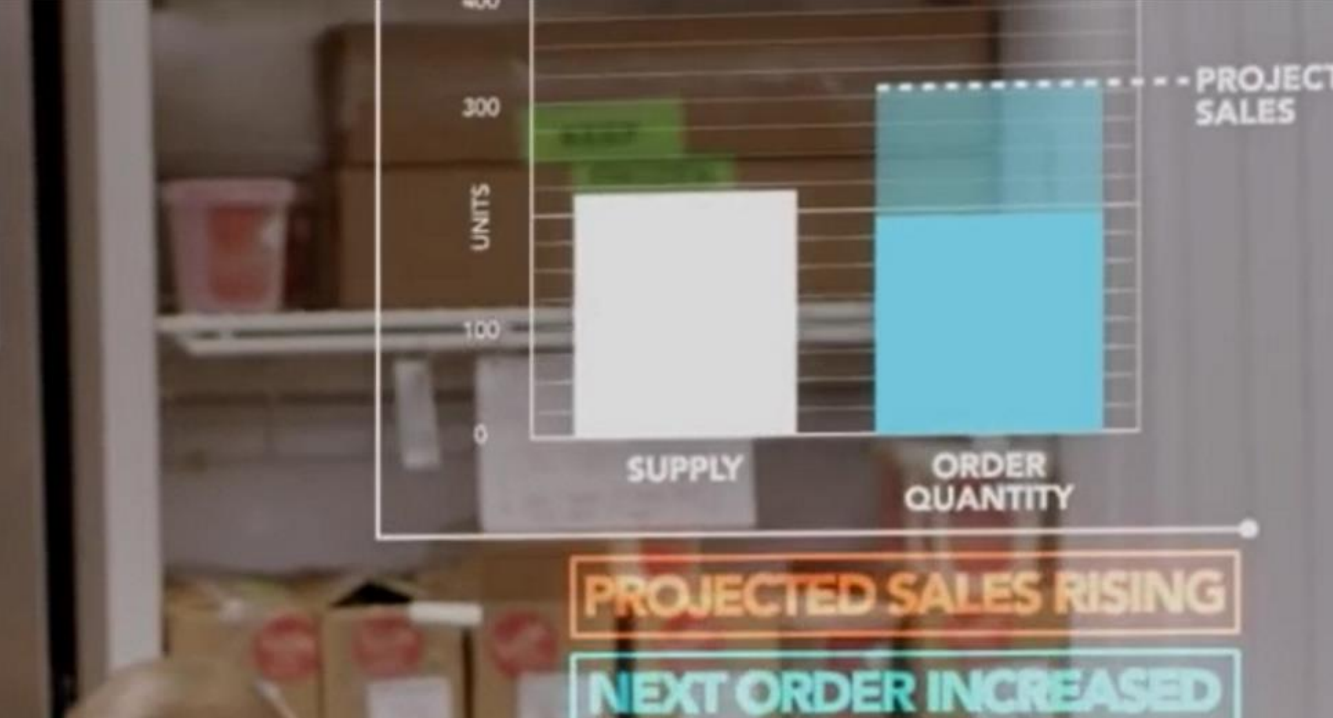 400
PROJECT
SALES
300
UNITS
100
0
SUPPLY
ORDER
QUANTITY
PROJECTED SALES RISING
NEXT ORDER INCREASED